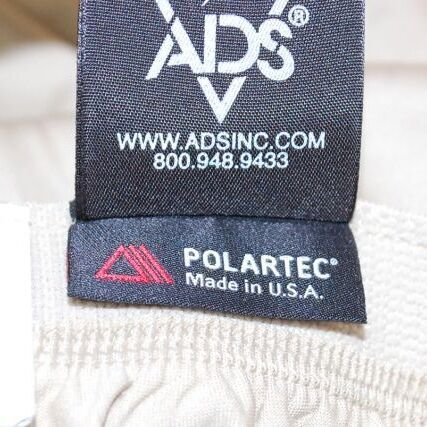 ADS®
WWW.ADSINC.COM
800.948.9433
POLARTEC®
Made in U.S.A.